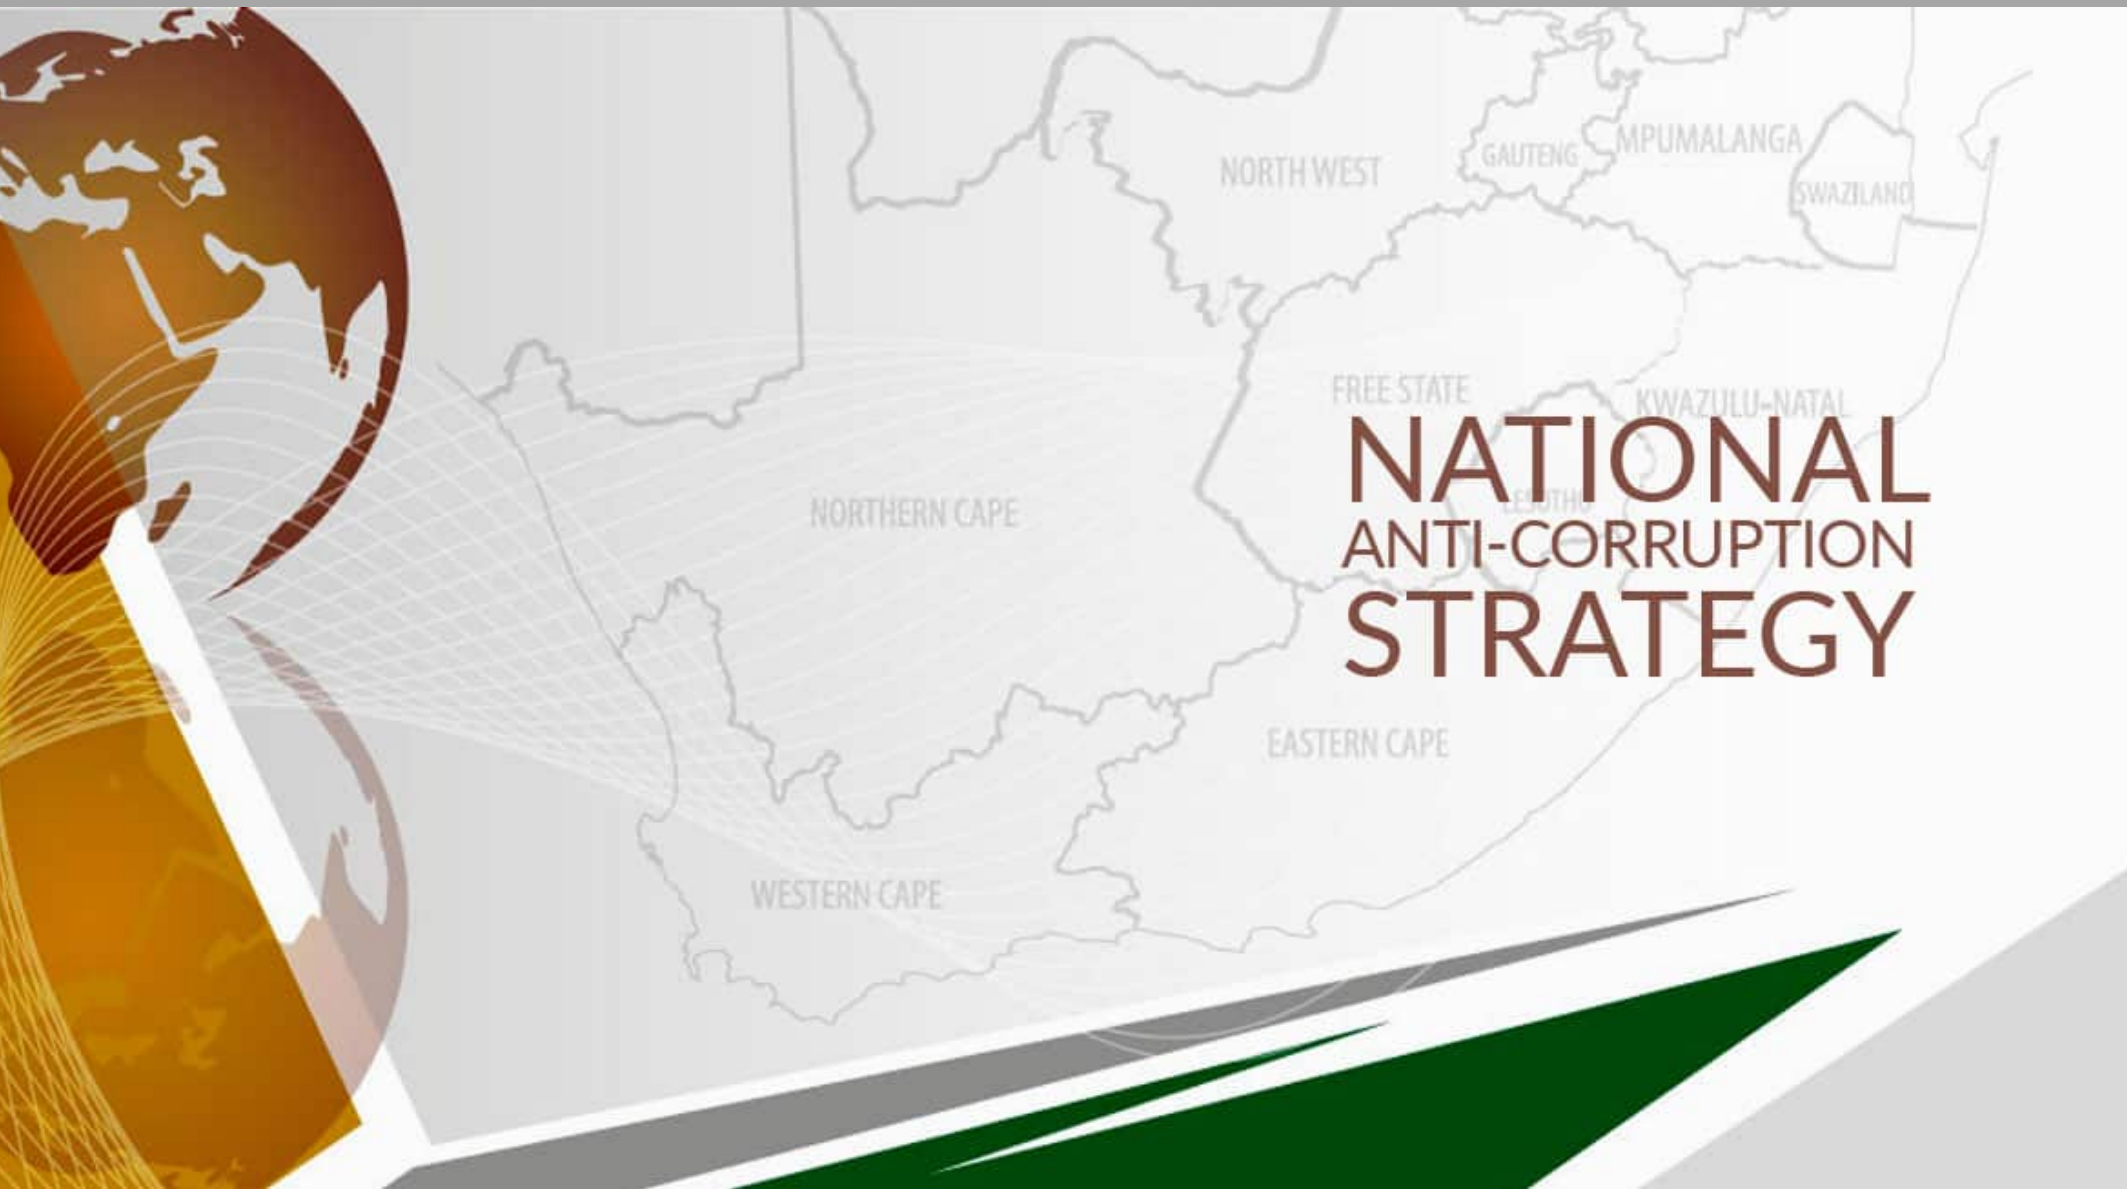 NORTH WEST
GAUTENG
MPUMALANGA
SWAZILAND
FREE STATE
KWAZULU-NATAL
NATIONAL
LESOTHO
ANTI-CORRUPTION
STRATEGY
NORTHERN CAPE
EASTERN CAPE
WESTERN CAPE